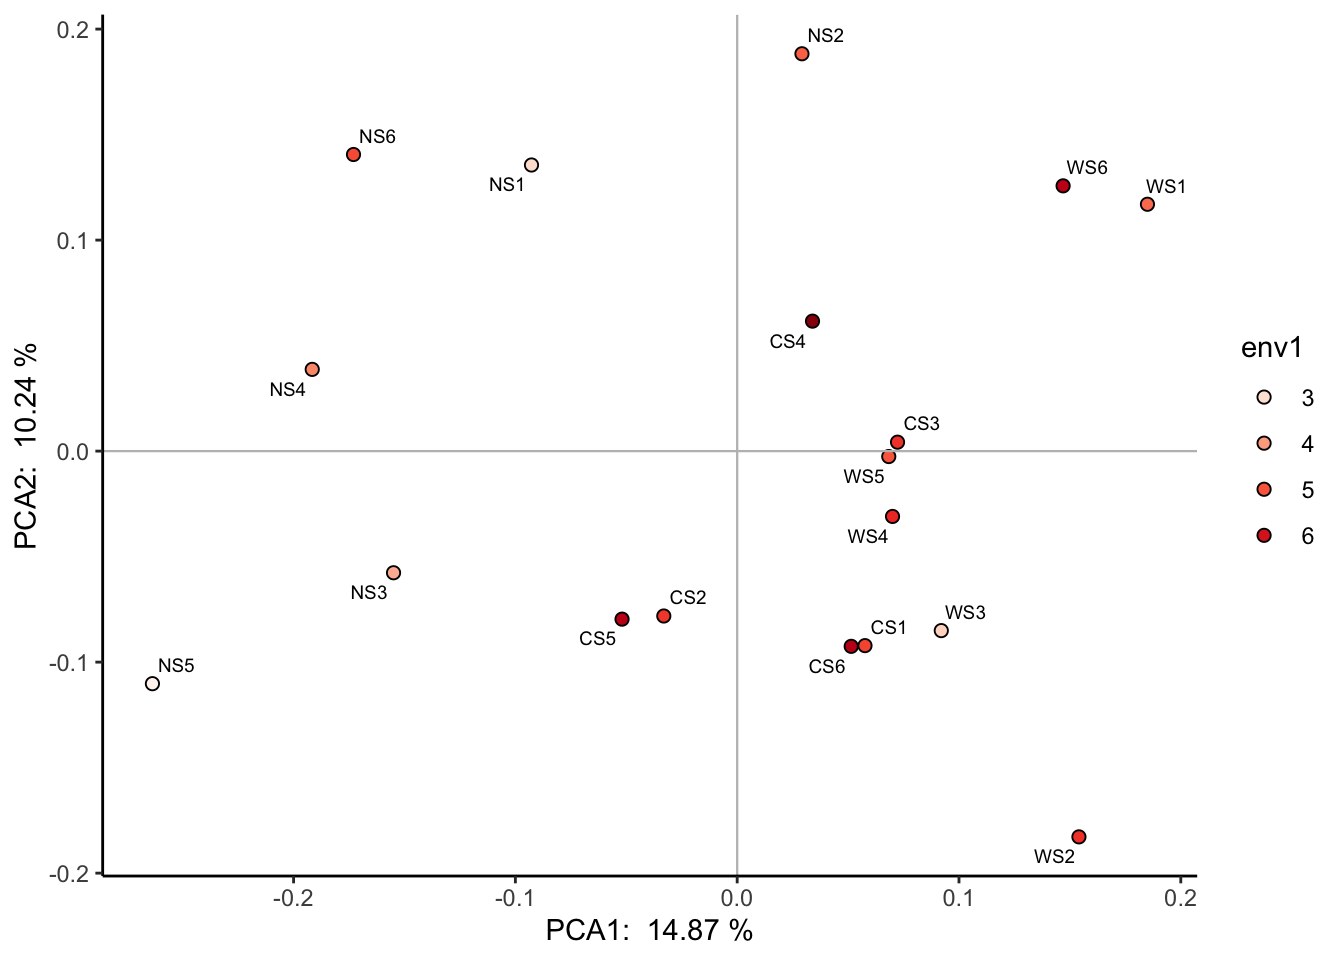 0.2
NS2
NS6
NS1
WS6
WS1
0.1
CS4
env1
3
NS4
PCA2:  10.24 %
CS3
4
0.0
WS5
5
WS4
6
NS3
CS2
WS3
CS5
CS1
CS6
-0.1
NS5
WS2
-0.2
-0.2
-0.1
0.0
0.1
0.2
PCA1:  14.87 %